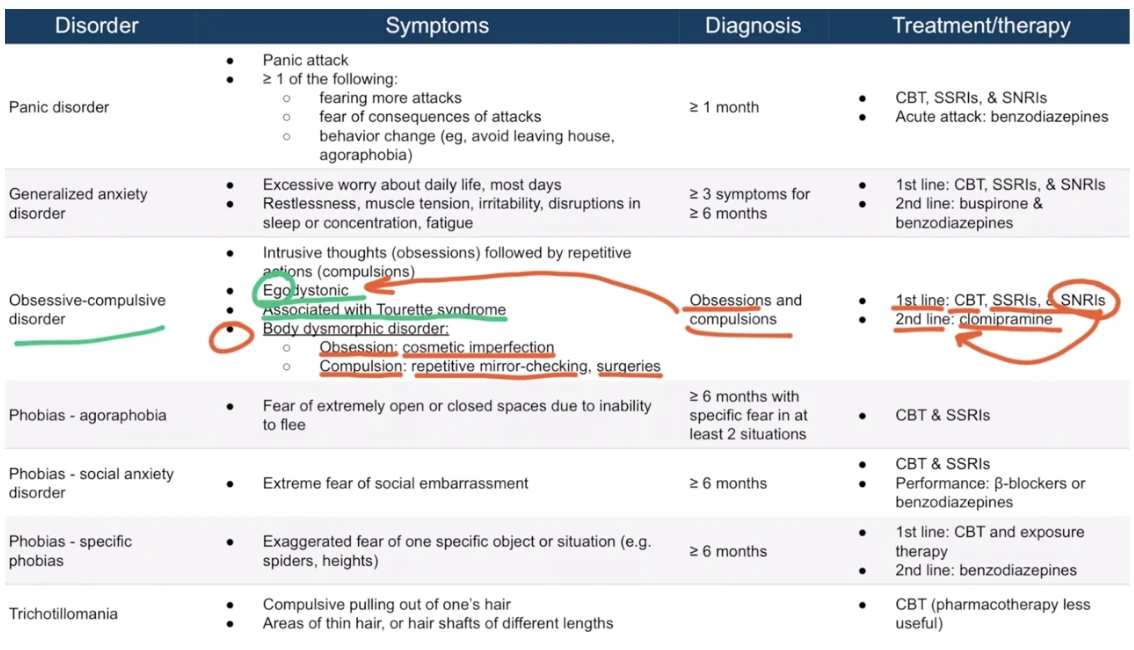 Disorder Symptoms Diagnosis Treatment/therapy
Panic disorder
● Panic attack
● ≥ 1 of the following:
○ fearing more attacks
○ fear of consequences of attacks
○ behavior change (eg, avoid leaving house,
agoraphobia)
≥ 1 month
● CBT, SSRIs, & SNRIs
● Acute attack: benzodiazepines
Generalized anxiety
disorder
● Excessive worry about daily life, most days
● Restlessness, muscle tension, irritability, disruptions in
sleep or concentration, fatigue
≥ 3 symptoms for
≥ 6 months
● 1st line: CBT, SSRIs, & SNRIs
● 2nd line: buspirone &
benzodiazepines
Obsessive-compulsive
disorder
● Intrusive thoughts (obsessions) followed by repetitive
actions (compulsions)
● Egodystonic
● Associated with Tourette syndrome
● Body dysmorphic disorder:
○ Obsession: cosmetic imperfection
○ Compulsion: repetitive mirror-checking, surgeries
Obsessions and
compulsions
● 1st line: CBT, SSRIs, & SNRIs
● 2nd line: clomipramine
Phobias - agoraphobia
● Fear of extremely open or closed spaces due to inability
to flee
≥ 6 months with
specific fear in at
least 2 situations
● CBT & SSRIs
Phobias - social anxiety
disorder
● Extreme fear of social embarrassment
≥ 6 months
● CBT & SSRIs
● Performance: β-blockers or
benzodiazepines
Phobias - specific
phobias
● Exaggerated fear of one specific object or situation (e.g.
spiders, heights)
≥ 6 months
● 1st line: CBT and exposure
therapy
● 2nd line: benzodiazepines
Trichotillomania
● Compulsive pulling out of one's hair
● Areas of thin hair, or hair shafts of different lengths
● CBT (pharmacotherapy less
useful)